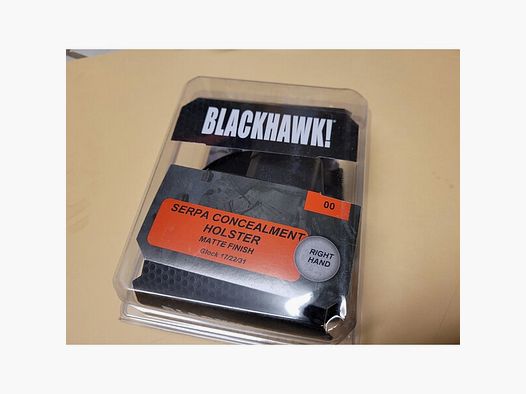 BLACKHAWK!
00
SERPA CONCEALMENT
HOLSTER
MATTE FINISH
Glock 17/22/31
RIGHT
HAND